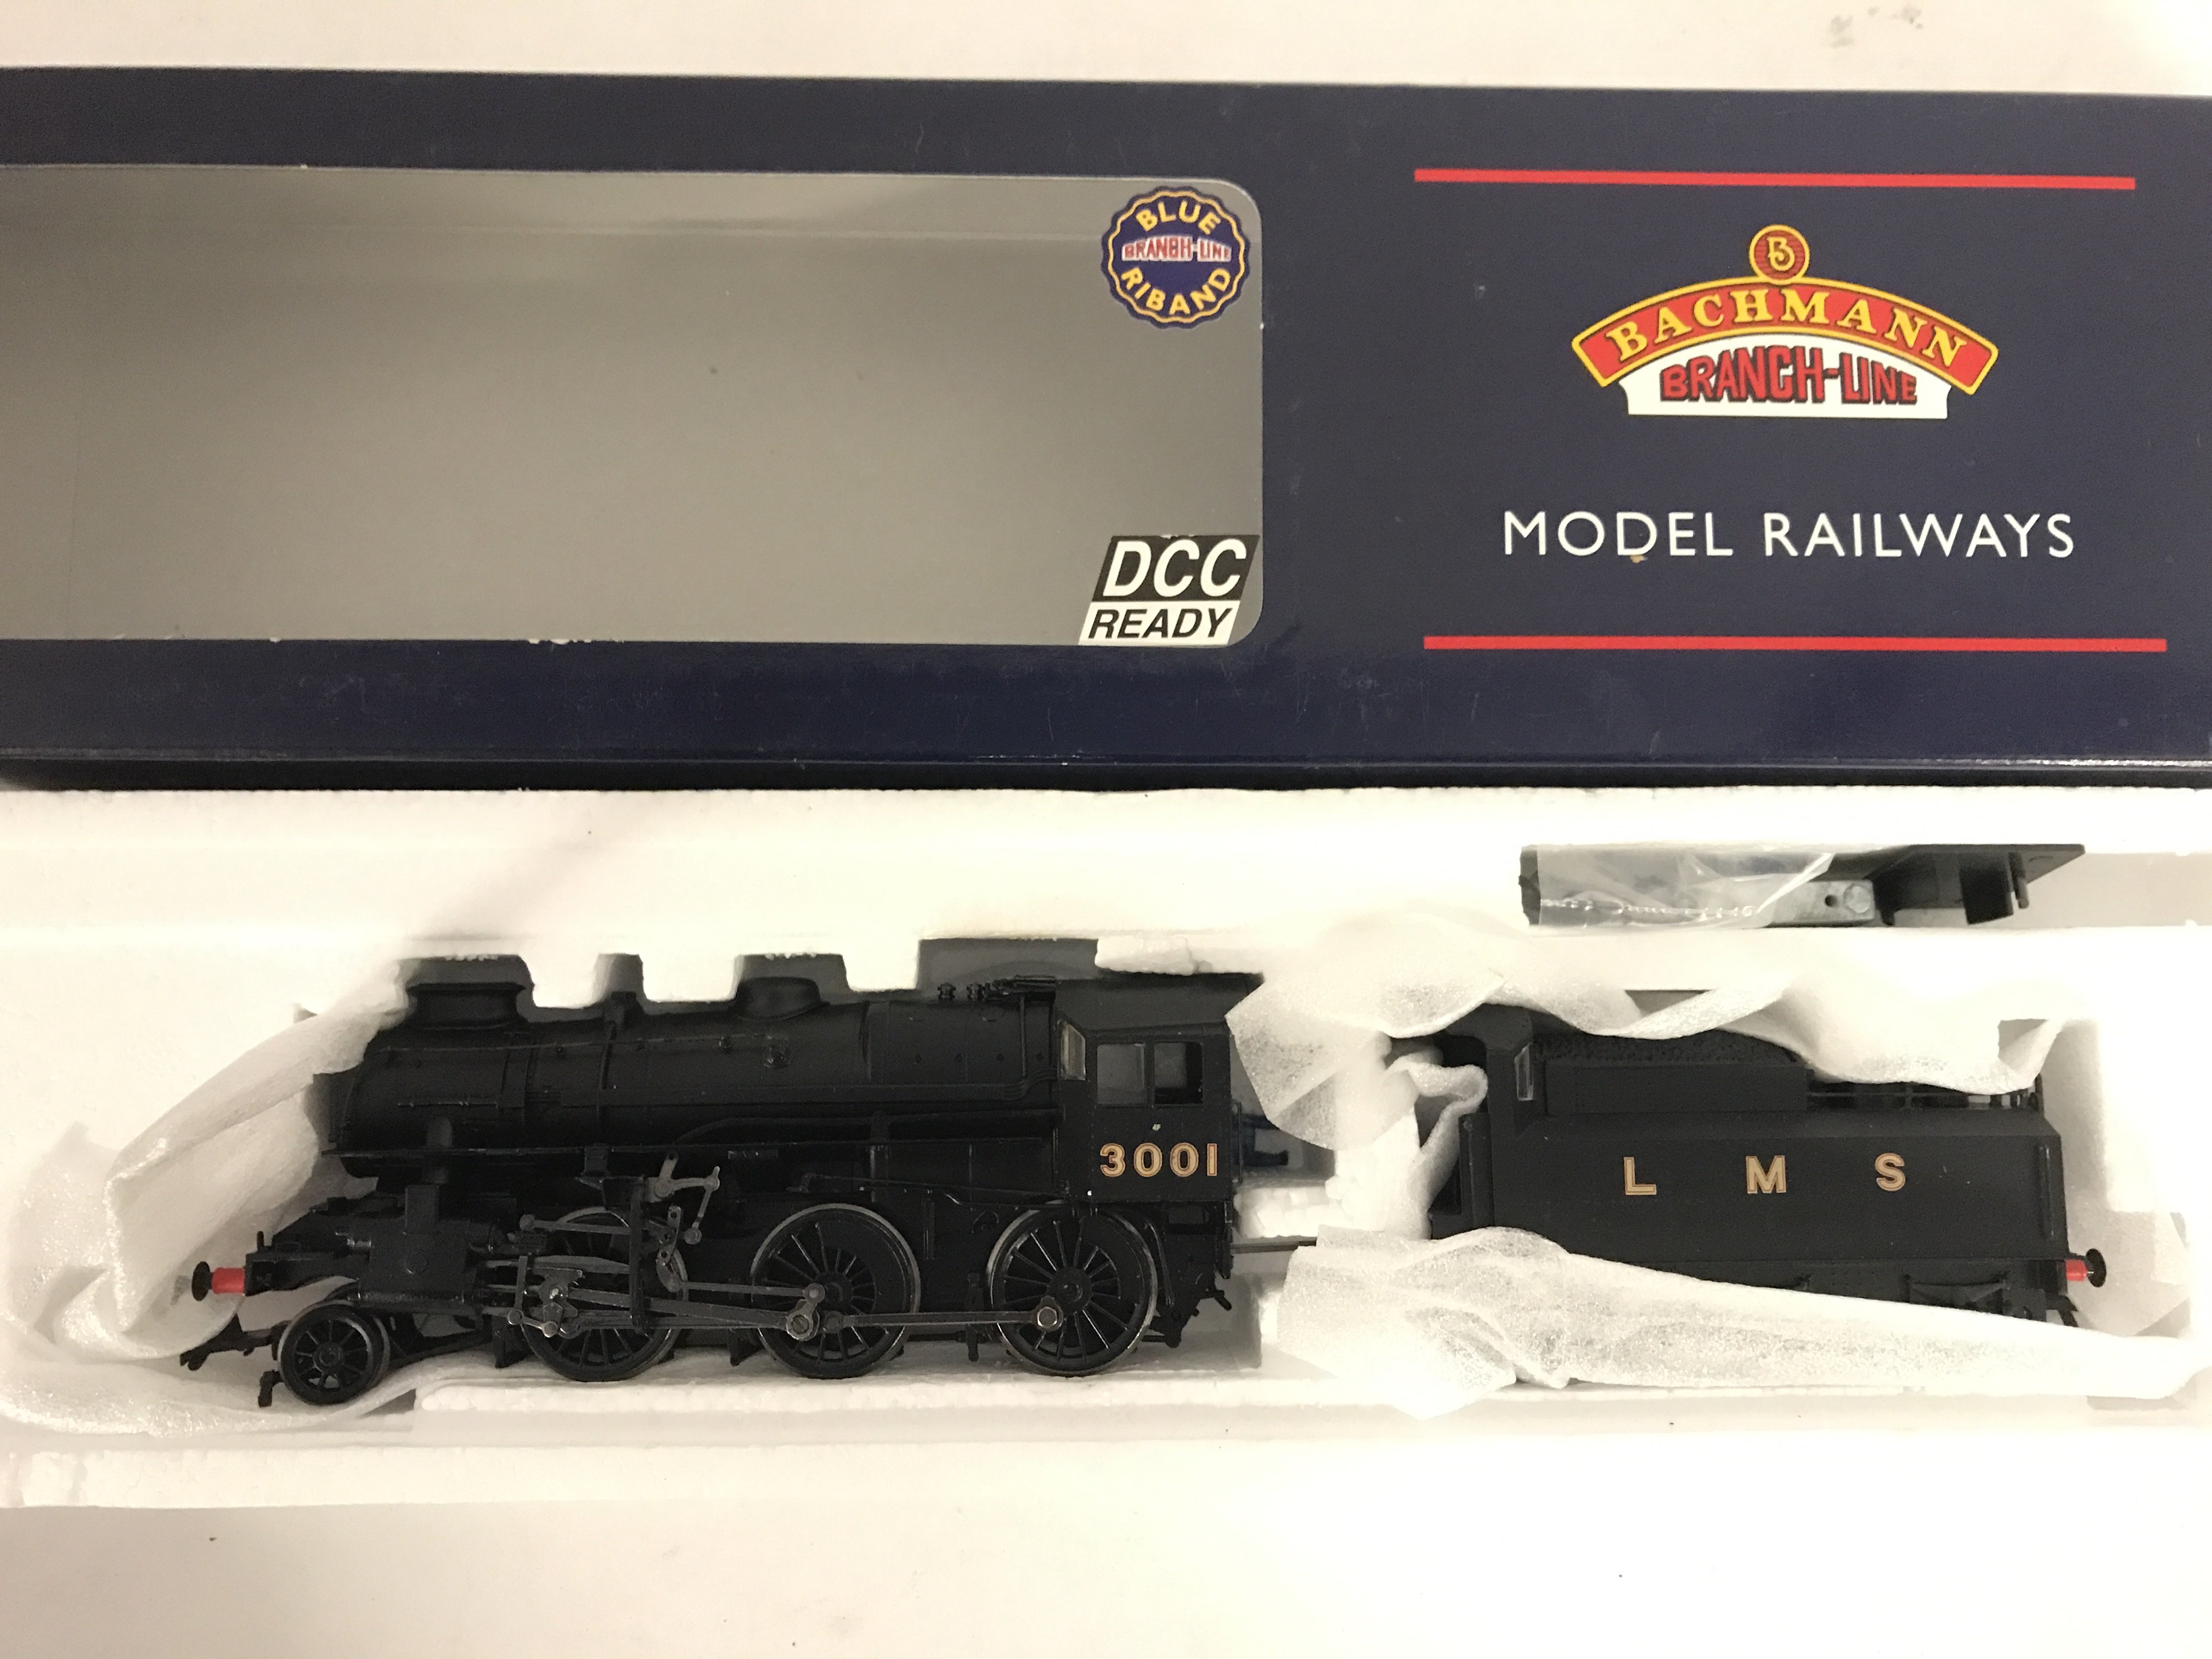 BLUE
BRANCH-LINE
RIBAND
B
BACHMANN
BRANCH-LINE
MODEL RAILWAYS
DCC
READY
3001
L M S